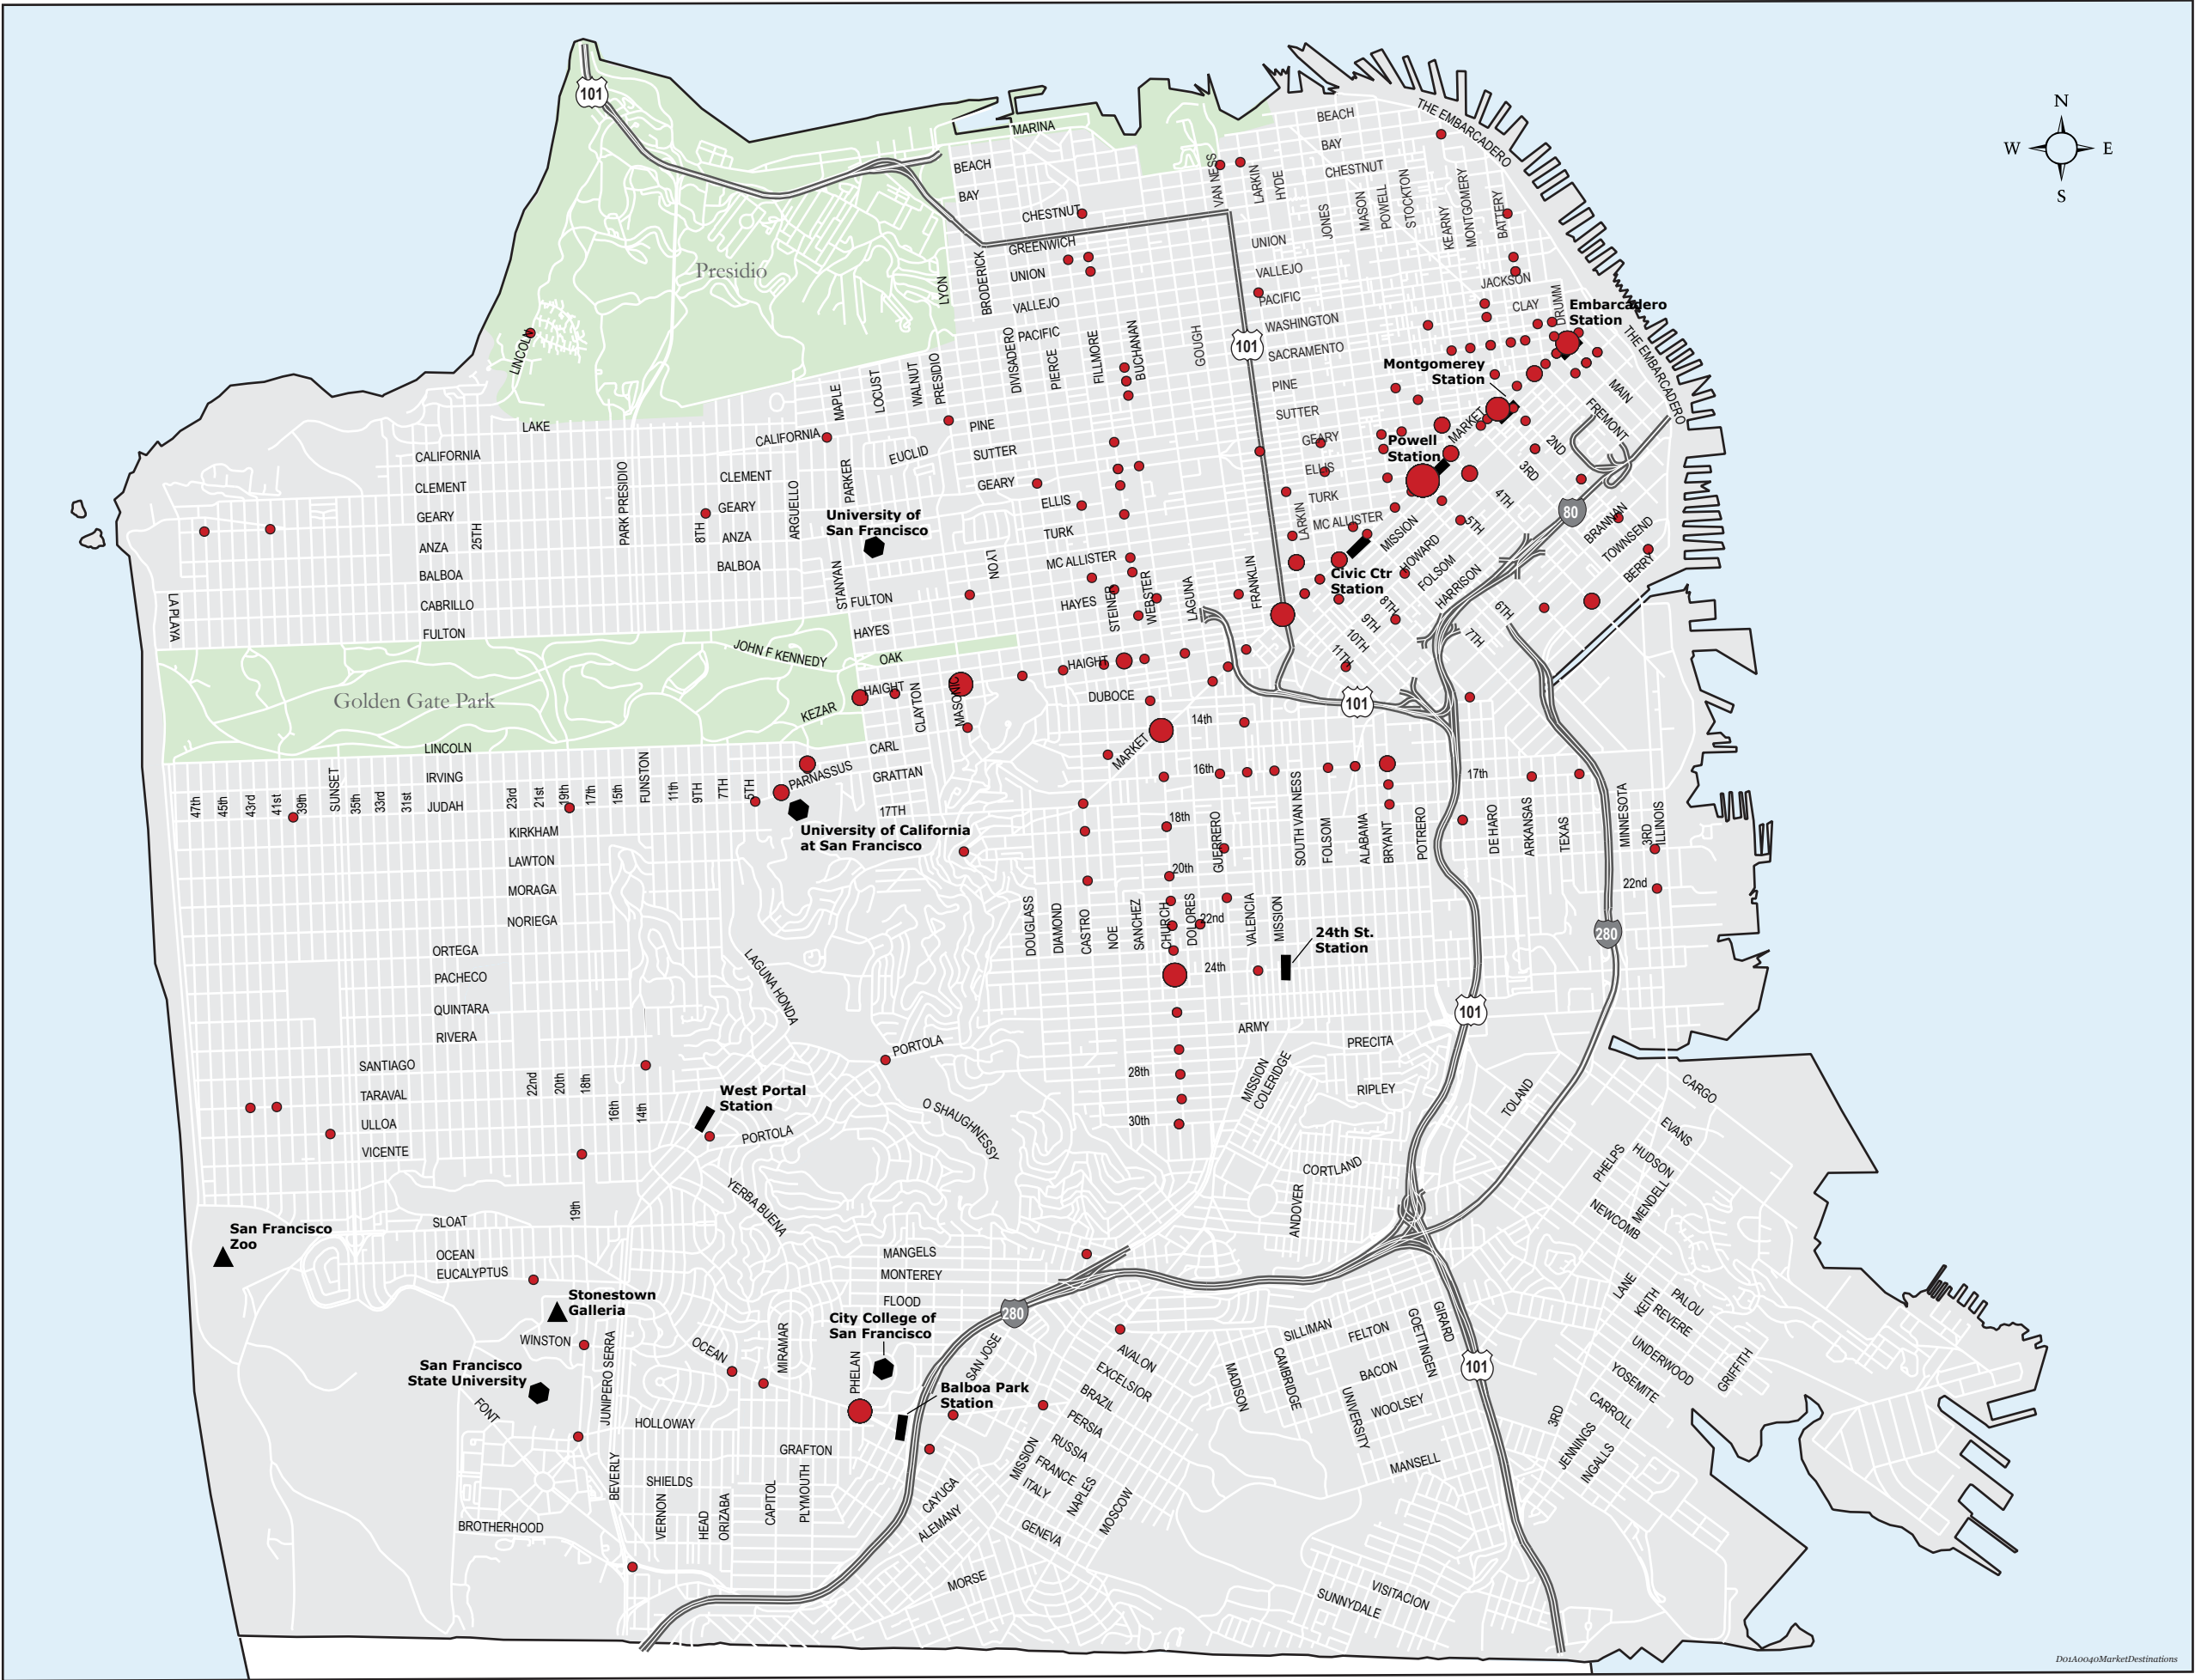 101
N
W E
S
THE EMBARCADERO
BEACH
BAY
CHESTNUT
MARINA
BEACH
BAY
CHESTNUT
GREENWICH
UNION
VALLEJO
PACIFIC
VAN NESS
LARKIN
HYDE
JONES
MASON
POWELL
STOCKTON
KEARNY
MONTGOMERY
BATTERY
UNION
VALLEJO
PACIFIC
WASHINGTON
SACRAMENTO
PINE
SUTTER
GEARY
ELLIS
TURK
MC ALLISTER
JACKSON
CLAY
DRUMM
Embarcadero
Station
THE EMBARCADERO
Montgomerey
Station
MARKET
Powell
Station
MAIN
FREMONT
2ND
3RD
4TH
5TH
80
BRANNAN
TOWNSEND
BERRY
MISSION
HOWARD
FOLSOM
HARRISON
6TH
7TH
8TH
9TH
10TH
11TH
Civic Ctr
Station
LARKIN
FRANKLIN
LAGUNA
GOUGH
101
Presidio
LYON
BRODERICK
DIVISADERO
PIERCE
FILLMORE
BUCHANAN
LINCOLN
LAKE
CALIFORNIA
CLEMENT
GEARY
ANZA
BALBOA
CABRILLO
FULTON
25TH
PARK PRESIDIO
8TH
CLEMENT
GEARY
ANZA
BALBOA
ARGUELLO
CALIFORNIA
MAPLE
LOCUST
WALNUT
PRESIDIO
PARKER
EUCLID
PINE
SUTTER
GEARY
ELLIS
TURK
MC ALLISTER
HAYES
University of
San Francisco
STANYAN
FULTON
HAYES
OAK
LYON
STEINER
WEBSTER
LA PLAYA
JOHN F KENNEDY
Golden Gate Park
KEZAR
HAIGHT
CLAYTON
MASONIC
HAIGHT
DUBOCE
MARKET
14th
16th
101
LINCOLN
IRVING
JUDAH
KIRKHAM
LAWTON
MORAGA
NORIEGA
ORTEGA
PACHECO
QUINTARA
RIVERA
SANTIAGO
TARAVAL
ULLOA
VICENTE
47th
45th
43rd
41st
39th
SUNSET
35th
33rd
31st
23rd
21st
19th
17th
15th
FUNSTON
11th
9TH
7TH
5TH
PARNASSUS
CARL
GRATTAN
17TH
University of California
at San Francisco
18th
20th
22nd
24th
28th
30th
17th
DOUGLASS
DIAMOND
CASTRO
NOE
SANCHEZ
CHURCH
DOLORES
GUERRERO
VALENCIA
MISSION
SOUTH VAN NESS
FOLSOM
ALABAMA
BRYANT
POTRERO
DE HARO
ARKANSAS
TEXAS
MINNESOTA
3RD
ILLINOIS
22nd
280
24th St.
Station
101
ARMY
PRECITA
MISSION
COLERIDGE
RIPLEY
CORTLAND
ANDOVER
TOLAND
CARGO
EVANS
PHELPS
HUDSON
MENDELL
NEWCOMB
LAGUNA HONDA
PORTOLA
O SHAUGHNESSY
22nd
20th
18th
16th
14th
West Portal
Station
PORTOLA
YERBA BUENA
19th
San Francisco
Zoo
SLOAT
OCEAN
EUCALYPTUS
Stonestown
Galleria
WINSTON
San Francisco
State University
FONT
JUNIPERO SERRA
MANGELS
MONTEREY
FLOOD
City College of
San Francisco
280
OCEAN
MIRAMAR
PHELAN
SAN JOSE
Balboa Park
Station
HOLLOWAY
GRAFTON
SHIELDS
BEVERLY
VERNON
HEAD
ORIZABA
CAPITOL
PLYMOUTH
BROTHERHOOD
CAYUGA
ALEMANY
MORSE
AVALON
EXCELSIOR
BRAZIL
PERSIA
RUSSIA
FRANCE
ITALY
MISSION
NAPLES
MOSCOW
GENEVA
MADISON
CAMBRIDGE
SILLIMAN
FELTON
BACON
WOOLSEY
UNIVERSITY
GOETTINGEN
GIRARD
MANSELL
101
VISITACION
SUNNYDALE
LANE
KEITH
PALOU
REVERE
UNDERWOOD
YOSEMITE
GRIFFITH
CARROLL
3RD
JENNINGS
INGALLS
D01A0040MarketDestinations